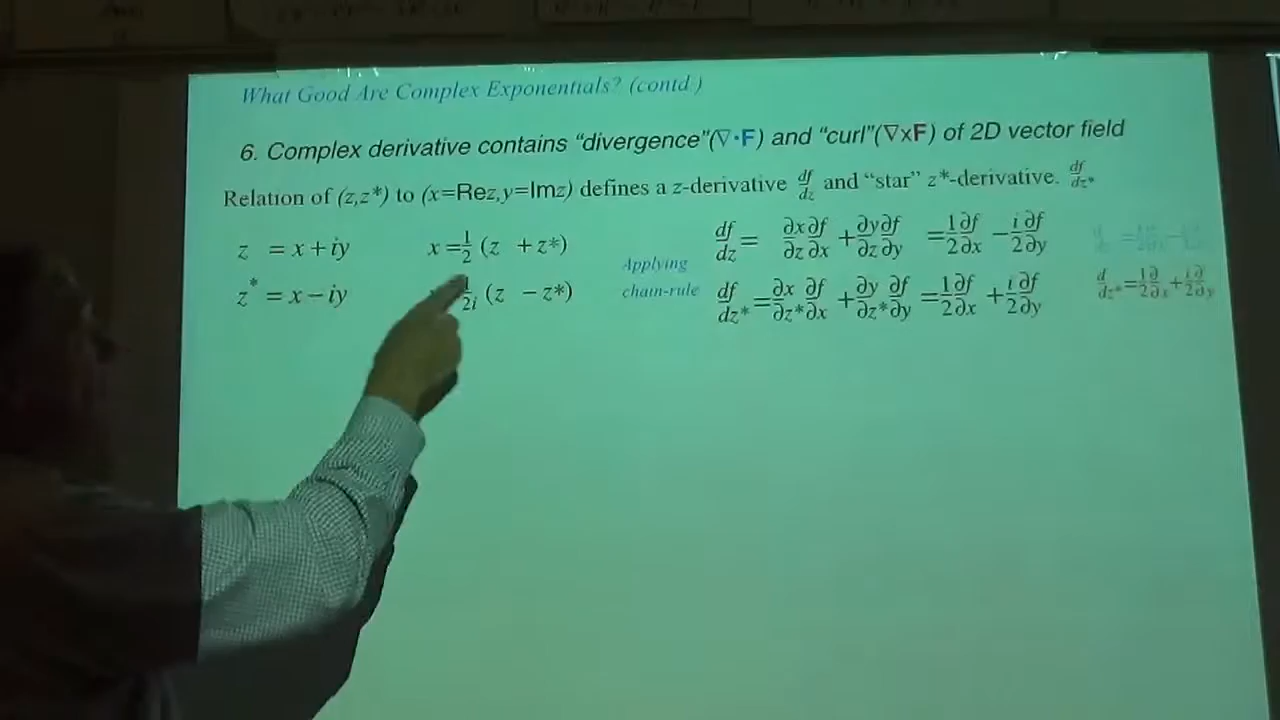 What Good Are Complex Exponentials? (contd.)
6. Complex derivative contains “divergence”(∇·F) and “curl”(∇xF) of 2D vector field
Relation of (z,z*) to (x=Rez,y=Imz) defines a z-derivative df/dz and “star” z*-derivative. df/dz*
z = x + iy x = 1/2 (z + z*) df/dz = ∂x/∂z ∂f/∂x + ∂y/∂z ∂f/∂y = 1/2 ∂f/∂x − i/2 ∂f/∂y
Applying
z* = x − iy 1/2i (z − z*) chain-rule df/dz* = ∂x/∂z* ∂f/∂x + ∂y/∂z* ∂f/∂y = 1/2 ∂f/∂x + i/2 ∂f/∂y d/dz* = 1/2 ∂/∂x + i/2 ∂/∂y